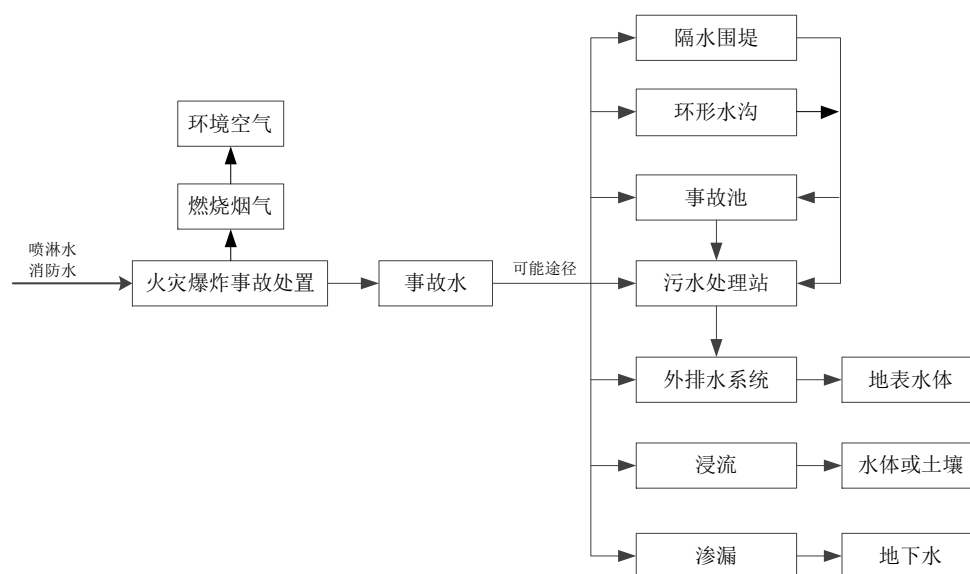 隔水围堤
环境空气
环形水沟
燃烧烟气
事故池
喷淋水
消防水
火灾爆炸事故处置
事故水
可能途径
污水处理站
外排水系统
地表水体
浸流
水体或土壤
渗漏
地下水